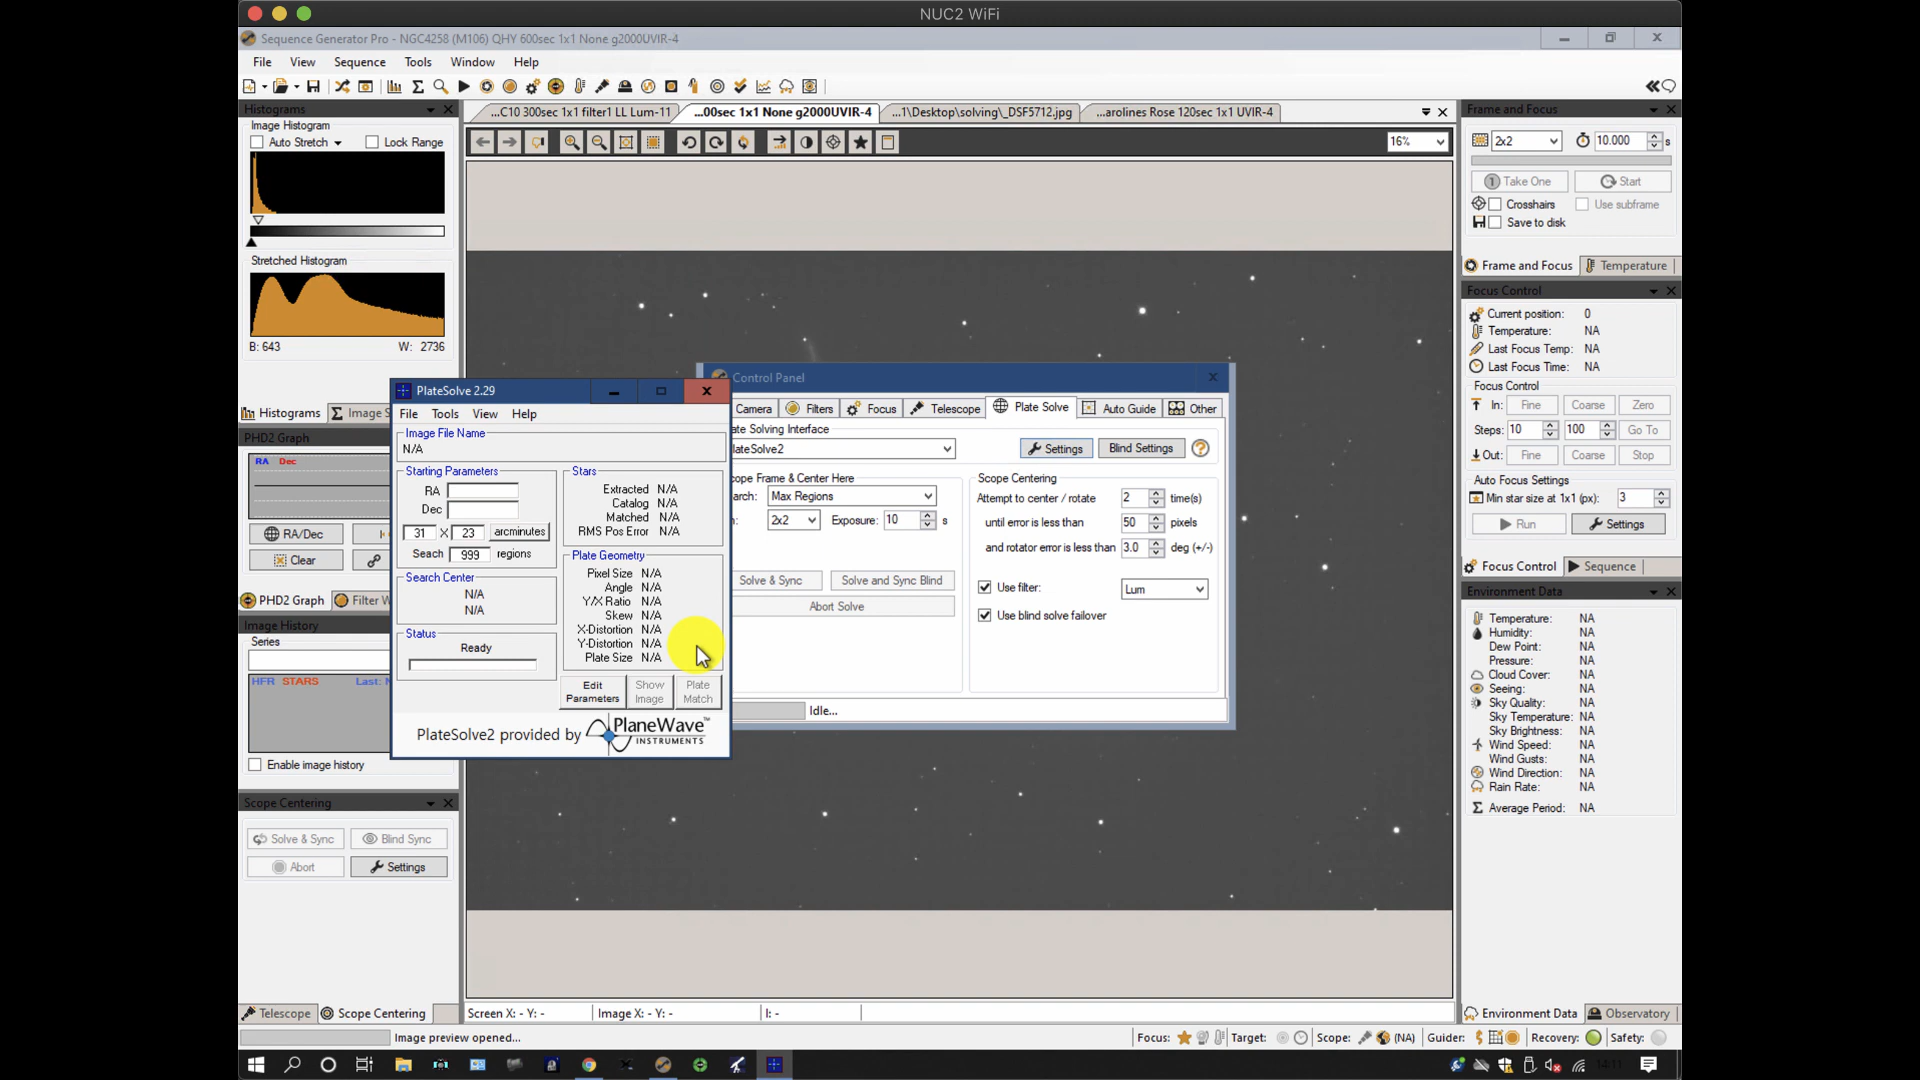 NUC2 WiFi
Sequence Generator Pro - NGC4258 (M106) QHY 600sec 1x1 None g2000UVIR-4
File View Sequence Tools Window Help
Histograms
Image Histogram
Auto Stretch Lock Range
Stretched Histogram
B: 643 W: 2736
Histograms Image S
PHD2 Graph
RA Dec
RA/Dec
Clear
PHD2 Graph Filter W
Image History
Series
HFR STARS Last: N
Enable image history
Scope Centering
Solve & Sync Blind Sync
Abort Settings
Telescope Scope Centering
...C10 300sec 1x1 filter1 LL Lum-11 ...00sec 1x1 None g2000UVIR-4 ...1\Desktop\solving\_DSF5712.jpg ...arolines Rose 120sec 1x1 UVIR-4
16%
PlateSolve 2.29
File Tools View Help
Image File Name
N/A
Starting Parameters
RA
Dec
31 X 23 arcminutes
Seach 999 regions
Search Center
N/A
N/A
Status
Ready
Stars
Extracted N/A
Catalog N/A
Matched N/A
RMS Pos Error N/A
Plate Geometry
Pixel Size N/A
Angle N/A
Y/X Ratio N/A
Skew N/A
X-Distortion N/A
Y-Distortion N/A
Plate Size N/A
Edit Parameters Show Image Plate Match
PlateSolve2 provided by PlaneWave™ INSTRUMENTS
Control Panel
Camera Filters Focus Telescope Plate Solve Auto Guide Other
ate Solving Interface
lateSolve2 Settings Blind Settings
cope Frame & Center Here
arch: Max Regions
2x2 Exposure: 10 s
Solve & Sync Solve and Sync Blind
Abort Solve
Scope Centering
Attempt to center / rotate 2 time(s)
until error is less than 50 pixels
and rotator error is less than 3.0 deg (+/-)
Use filter: Lum
Use blind solve failover
Idle...
Frame and Focus
2x2 10.000 s
Take One Start
Crosshairs Use subframe
Save to disk
Frame and Focus Temperature
Focus Control
Current position: 0
Temperature: NA
Last Focus Temp: NA
Last Focus Time: NA
Focus Control
In: Fine Coarse Zero
Steps: 10 100 Go To
Out: Fine Coarse Stop
Auto Focus Settings
Min star size at 1x1 (px): 3
Run Settings
Focus Control Sequence
Environment Data
Temperature: NA
Humidity: NA
Dew Point: NA
Pressure: NA
Cloud Cover: NA
Seeing: NA
Sky Quality: NA
Sky Temperature: NA
Sky Brightness: NA
Wind Speed: NA
Wind Gusts: NA
Wind Direction: NA
Rain Rate: NA
Average Period: NA
Environment Data Observatory
Screen X: - Y: - Image X: - Y: - I: -
Image preview opened...
Focus: Target: Scope: (NA) Guider: Recovery: Safety: